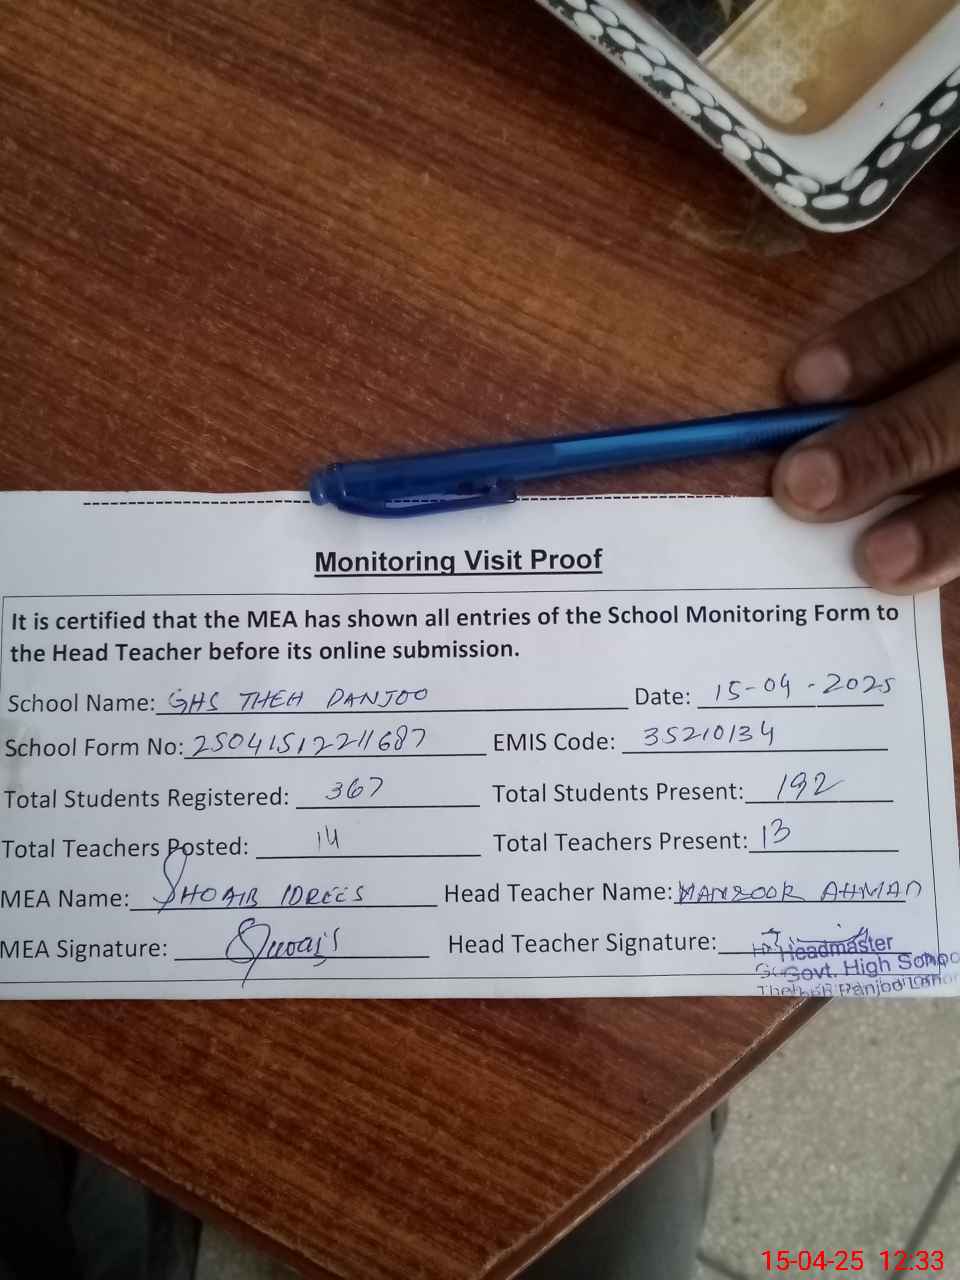 Monitoring Visit Proof
It is certified that the MEA has shown all entries of the School Monitoring Form to
the Head Teacher before its online submission.
School Name: GHS THEH PANJOO Date: 15-04-2025
School Form No: 25041512211687 EMIS Code: 35210134
Total Students Registered: 367 Total Students Present: 192
Total Teachers Posted: 14 Total Teachers Present: 13
MEA Name: SHOAIB IDREES Head Teacher Name: MANZOOR AHMAD
MEA Signature: Head Teacher Signature:
Headmaster
Govt. High School
Theh Panjoo Lahore
15-04-25 12:33